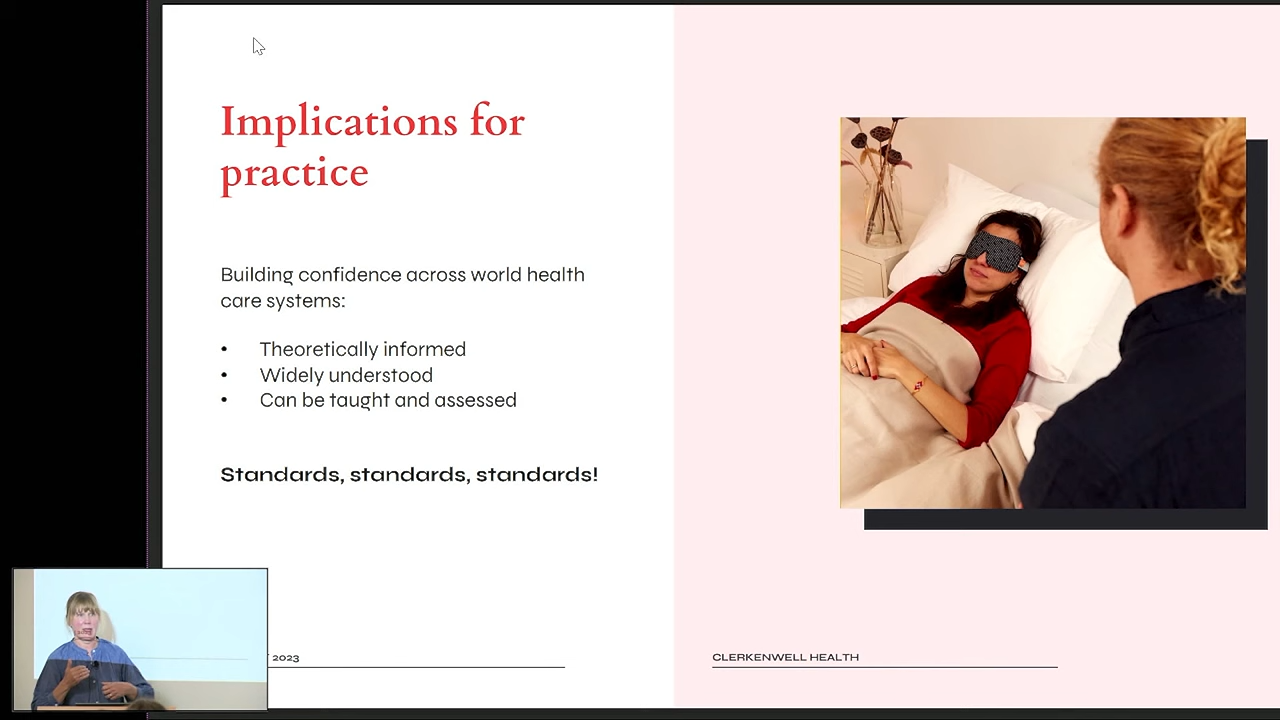 Implications for
practice
Building confidence across world health
care systems:
• Theoretically informed
• Widely understood
• Can be taught and assessed
Standards, standards, standards!
2023
CLERKENWELL HEALTH